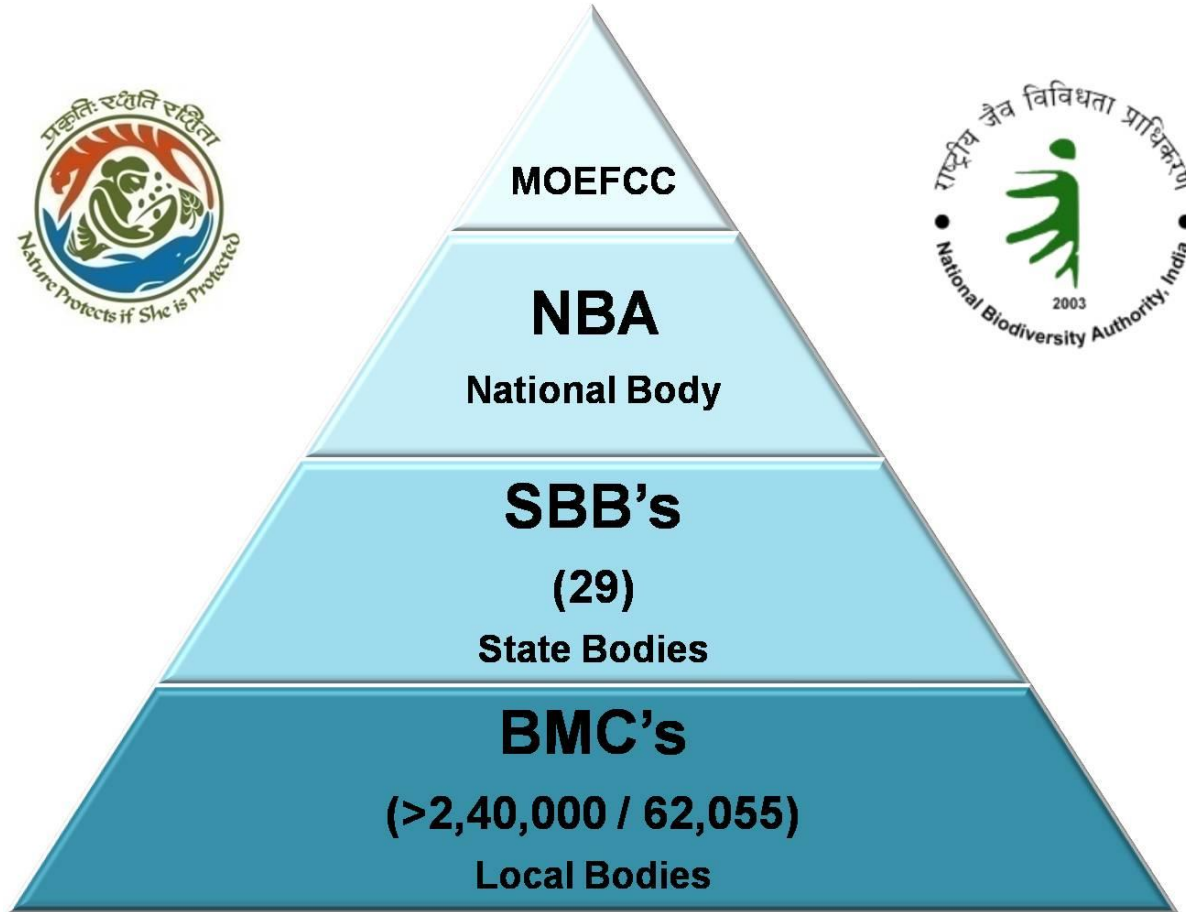 प्रकृतिः रक्षति रक्षिता
Nature Protects if She is Protected
राष्ट्रीय जैव विविधता प्राधिकरण
2003
National Biodiversity Authority, India
MOEFCC
NBA
National Body
SBB's
(29)
State Bodies
BMC's
(>2,40,000 / 62,055)
Local Bodies